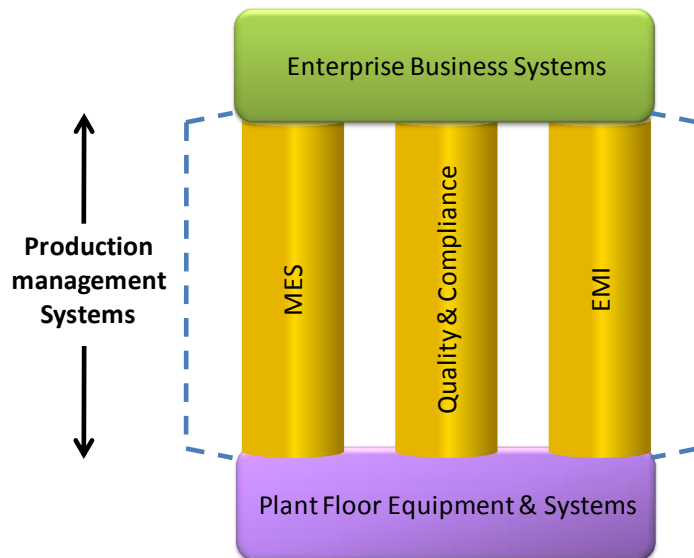 Enterprise Business Systems
Production
management
Systems
MES
Quality & Compliance
EMI
Plant Floor Equipment & Systems